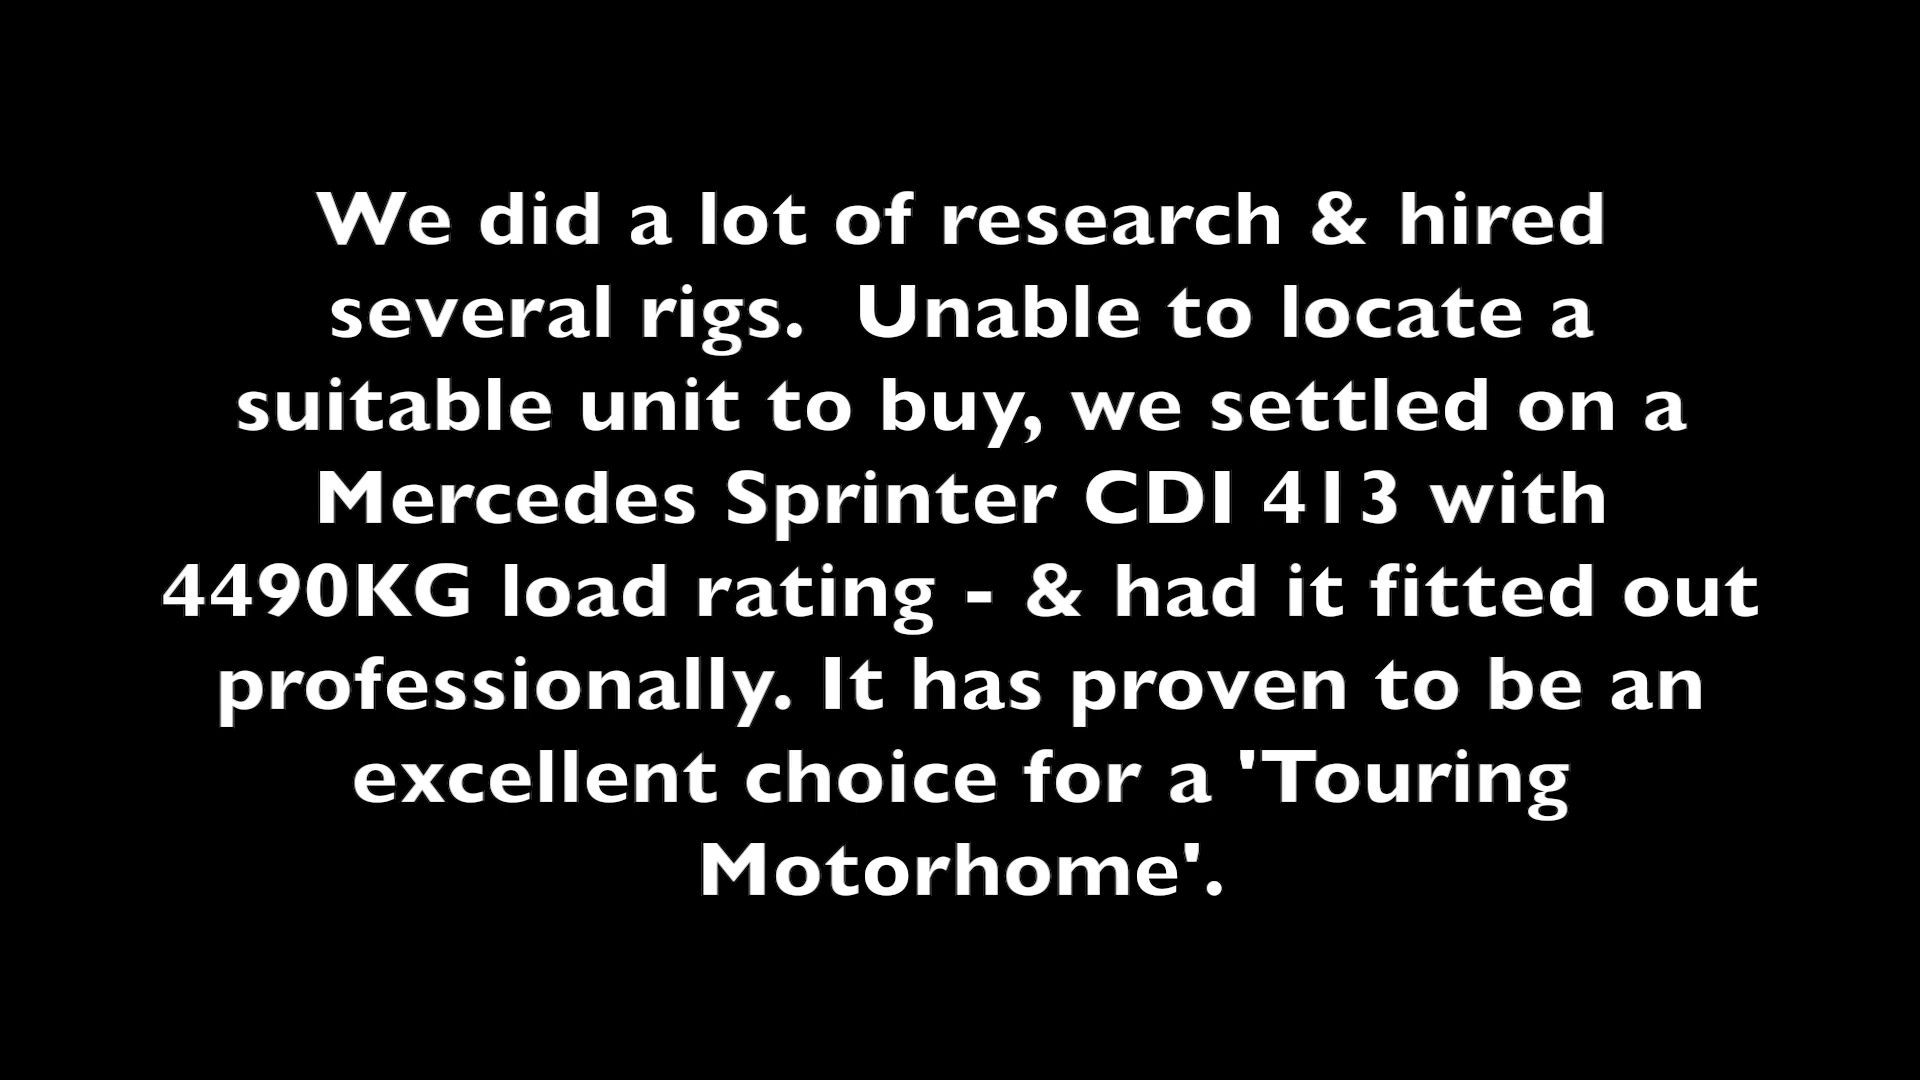 We did a lot of research & hired
several rigs.  Unable to locate a
suitable unit to buy, we settled on a
Mercedes Sprinter CDI 413 with
4490KG load rating - & had it fitted out
professionally. It has proven to be an
excellent choice for a 'Touring
Motorhome'.